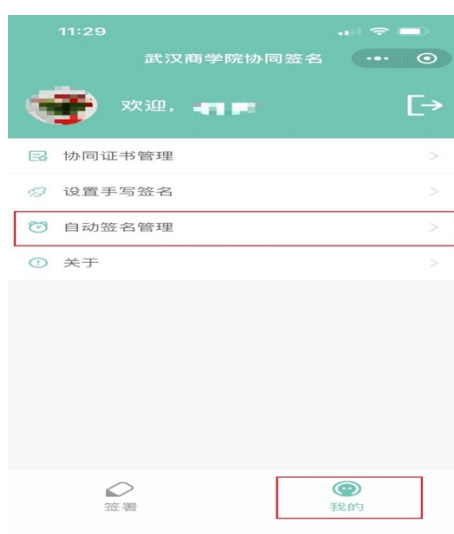 11:29
武汉商学院协同签名
欢迎，
协同证书管理
设置手写签名
自动签名管理
关于
签署
我的